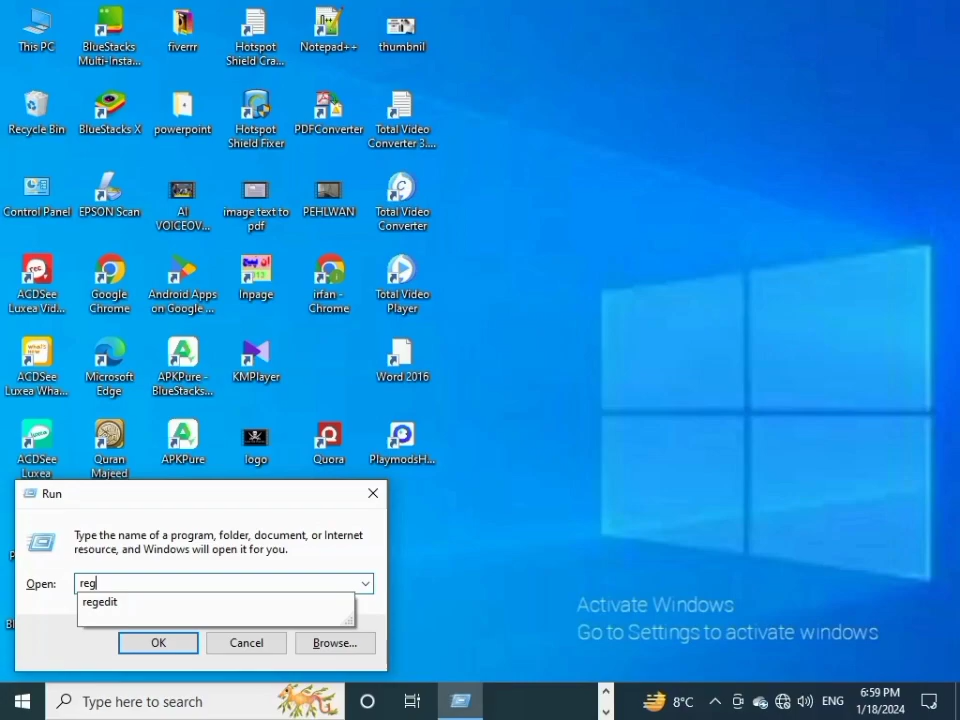 This PC
BlueStacks
Multi-Insta...
fiverrr
Hotspot
Shield Cra...
Notepad++
thumbnil
Recycle Bin
BlueStacks X
powerpoint
Hotspot
Shield Fixer
PDFConverter
Total Video
Converter 3....
Control Panel
EPSON Scan
AI
VOICEOV...
image text to
pdf
PEHLWAN
Total Video
Converter
ACDSee
Luxea Vid...
Google
Chrome
Android Apps
on Google ...
Inpage
irfan -
Chrome
Total Video
Player
ACDSee
Luxea Wha...
Microsoft
Edge
APKPure -
BlueStacks...
KMPlayer
Word 2016
ACDSee
Luxea
Quran
Majeed
APKPure
logo
Quora
PlaymodsH...
Run
Type the name of a program, folder, document, or Internet
resource, and Windows will open it for you.
Open:
reg
regedit
OK
Cancel
Browse...
Activate Windows
Go to Settings to activate windows
Type here to search
8°C
ENG
6:59 PM
1/18/2024